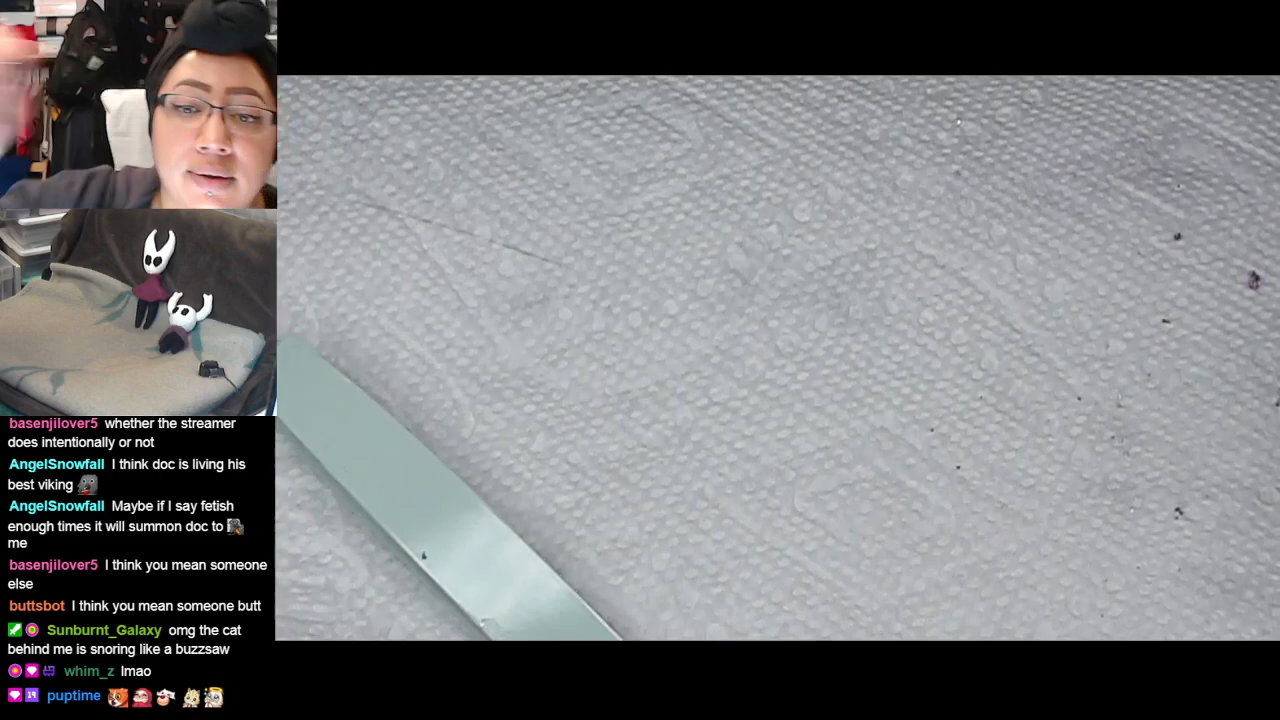 basenjilover5 whether the streamer
does intentionally or not
AngelSnowfall I think doc is living his
best viking
AngelSnowfall Maybe if I say fetish
enough times it will summon doc to
me
basenjilover5 I think you mean someone
else
buttsbot I think you mean someone butt
Sunburnt_Galaxy omg the cat
behind me is snoring like a buzzsaw
whim_z lmao
14 puptime